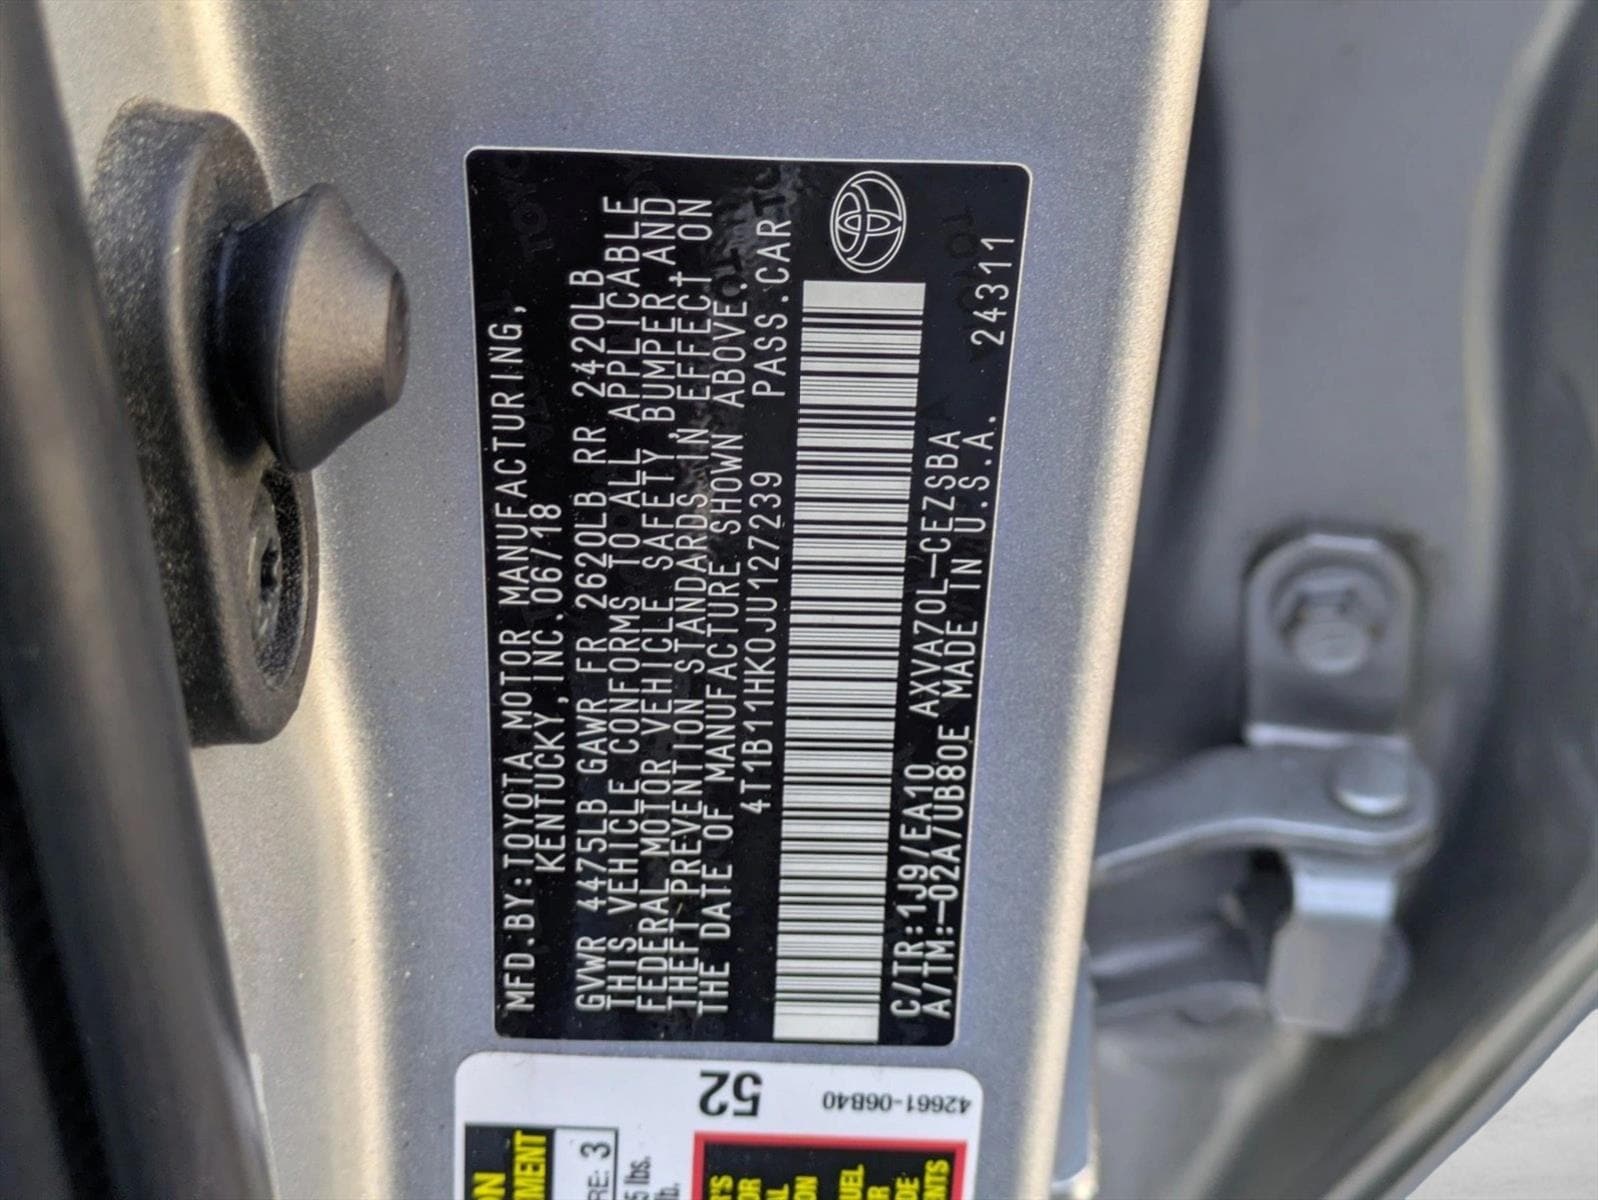 MFD.BY:TOYOTA MOTOR MANUFACTURING,
KENTUCKY,INC.06/18
GVWR 4475LB GAWR FR 2620LB RR 2420LB
THIS VEHICLE CONFORMS TO ALL APPLICABLE
FEDERAL MOTOR VEHICLE SAFETY,BUMPER,AND
THEFT PREVENTION STANDARDS IN EFFECT ON
THE DATE OF MANUFACTURE SHOWN ABOVE.
4T1B11HK0JU127239 PASS.CAR
C/TR:1J9/EA10 AXVA70L-CEZSBA
A/TM:-02A/UB80E MADE IN U.S.A. 24311
52
42661-06B40